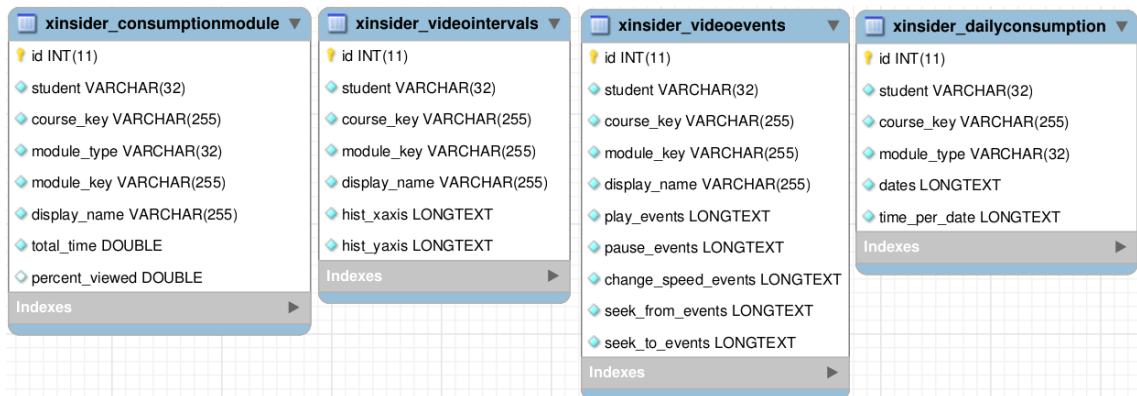 xinsider_consumptionmodule
id INT(11)
student VARCHAR(32)
course_key VARCHAR(255)
module_type VARCHAR(32)
module_key VARCHAR(255)
display_name VARCHAR(255)
total_time DOUBLE
percent_viewed DOUBLE
Indexes
xinsider_videointervals
id INT(11)
student VARCHAR(32)
course_key VARCHAR(255)
module_key VARCHAR(255)
display_name VARCHAR(255)
hist_xaxis LONGTEXT
hist_yaxis LONGTEXT
Indexes
xinsider_videoevents
id INT(11)
student VARCHAR(32)
course_key VARCHAR(255)
module_key VARCHAR(255)
display_name VARCHAR(255)
play_events LONGTEXT
pause_events LONGTEXT
change_speed_events LONGTEXT
seek_from_events LONGTEXT
seek_to_events LONGTEXT
Indexes
xinsider_dailyconsumption
id INT(11)
student VARCHAR(32)
course_key VARCHAR(255)
module_type VARCHAR(32)
dates LONGTEXT
time_per_date LONGTEXT
Indexes